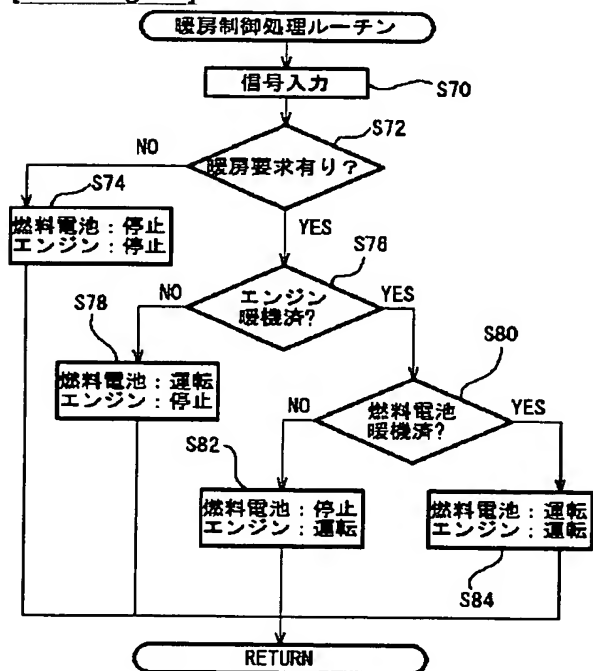 暖房制御処理ルーチン
信号入力
S70
S72
NO
暖房要求有り？
S74
燃料電池：停止
エンジン：停止
YES
S76
NO
エンジン
暖機済？
YES
S78
燃料電池：運転
エンジン：停止
S80
NO
燃料電池
暖機済？
YES
S82
燃料電池：停止
エンジン：運転
燃料電池：運転
エンジン：運転
S84
RETURN